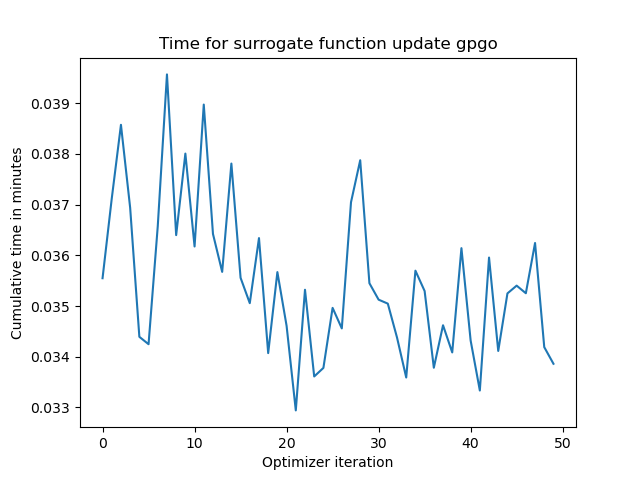 Time for surrogate function update gpgo
Cumulative time in minutes
0.039
0.038
0.037
0.036
0.035
0.034
0.033
0 10 20 30 40 50
Optimizer iteration